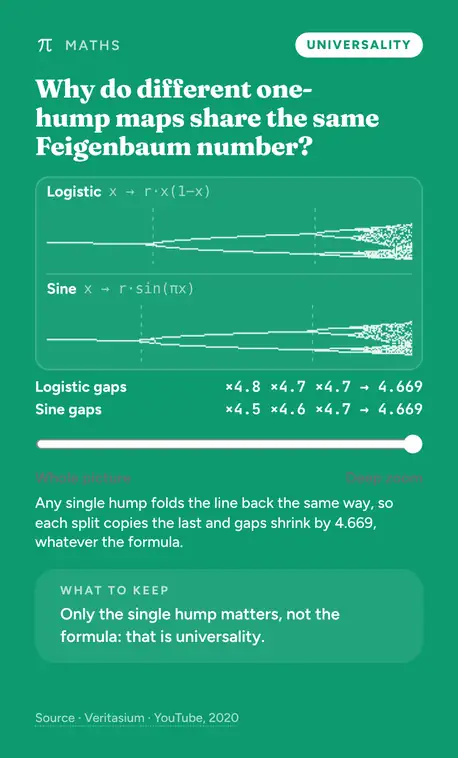 π MATHS
UNIVERSALITY
Why do different one-
hump maps share the same
Feigenbaum number?
Logistic x → r·x(1−x)
Sine x → r·sin(πx)
Logistic gaps ×4.8 ×4.7 ×4.7 → 4.669
Sine gaps ×4.5 ×4.6 ×4.7 → 4.669
Whole picture Deep zoom
Any single hump folds the line back the same way, so
each split copies the last and gaps shrink by 4.669,
whatever the formula.
WHAT TO KEEP
Only the single hump matters, not the
formula: that is universality.
Source · Veritasium · YouTube, 2020